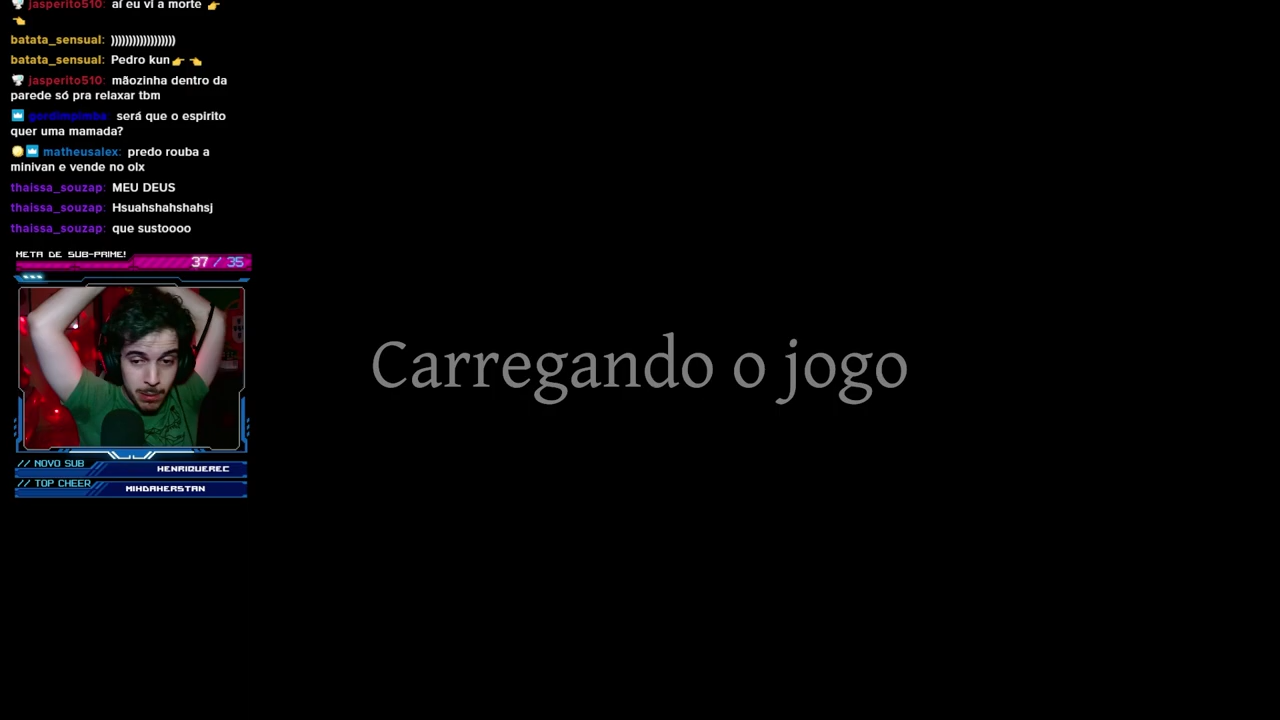 jasperito510: aí eu vi a morte 👉
👈
batata_sensual: )))))))))))))))))))
batata_sensual: Pedro kun👉 👈
jasperito510: mãozinha dentro da
parede só pra relaxar tbm
gordimpimba: será que o espirito
quer uma mamada?
matheusalex: predo rouba a
minivan e vende no olx
thaissa_souzap: MEU DEUS
thaissa_souzap: Hsuahshahshahsj
thaissa_souzap: que sustoooo
META DE SUB-PRIME!
37 / 35
Carregando o jogo
// NOVO SUB HENRIQUEREC
// TOP CHEER MIHDAHERSTAN